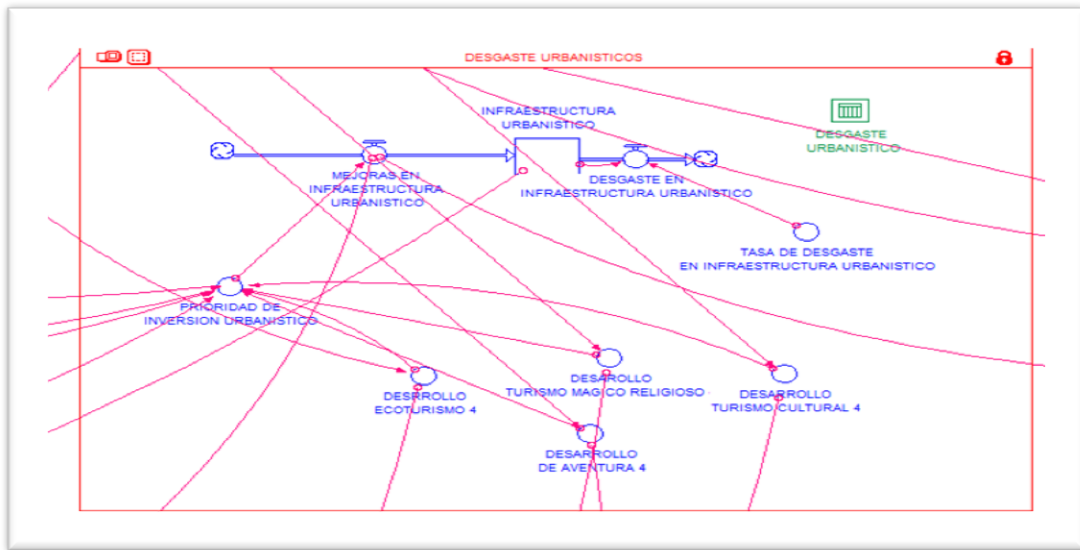 DESGASTE URBANISTICOS
INFRAESTRUCTURA
URBANISTICO
DESGASTE
URBANISTICO
MEJORAS EN
INFRAESTRUCTURA
URBANISTICO
DESGASTE EN
INFRAESTRUCTURA URBANISTICO
TASA DE DESGASTE
EN INFRAESTRUCTURA URBANISTICO
PRIORIDAD DE
INVERSION URBANISTICO
DESRROLLO
ECOTURISMO 4
DESARROLLO
TURISMO MAGICO RELIGIOSO
DESARROLLO
TURISMO CULTURAL 4
DESARROLLO
DE AVENTURA 4